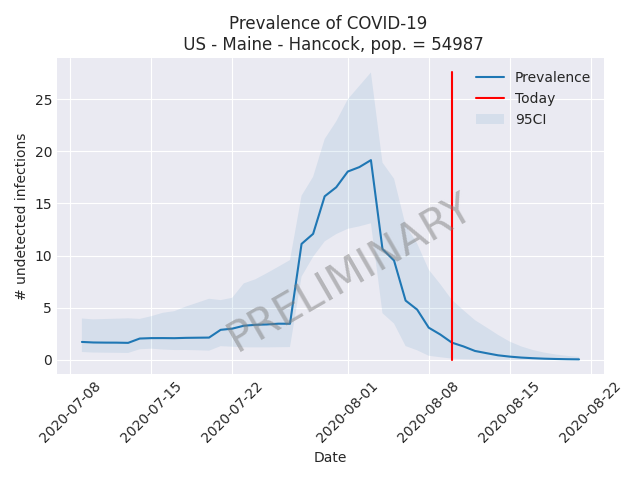 Prevalence of COVID-19
US - Maine - Hancock, pop. = 54987
Prevalence
Today
95CI
# undetected infections
25
20
15
10
5
0
PRELIMINARY
2020-07-08
2020-07-15
2020-07-22
2020-08-01
2020-08-08
2020-08-15
2020-08-22
Date